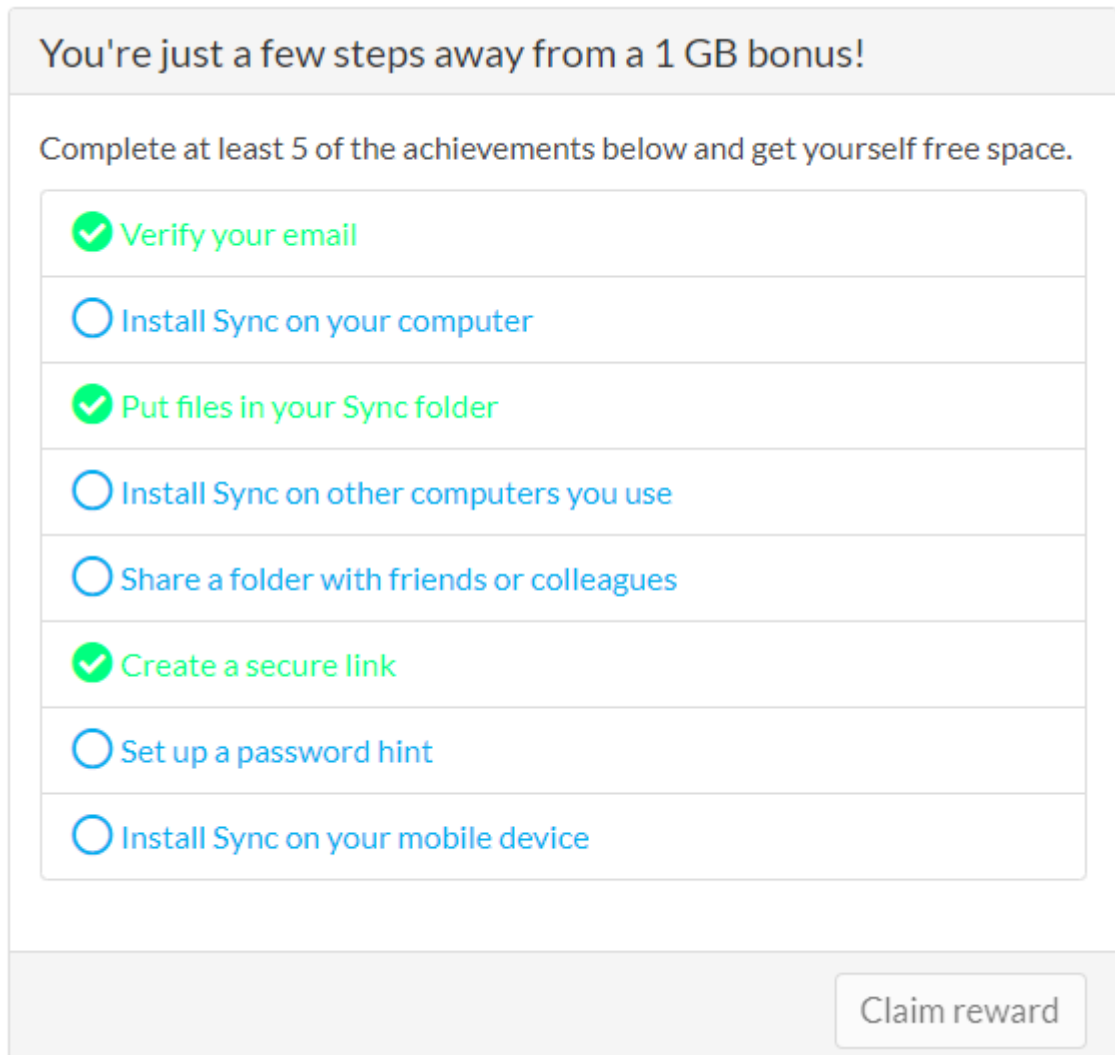 You're just a few steps away from a 1 GB bonus!
Complete at least 5 of the achievements below and get yourself free space.
Verify your email
Install Sync on your computer
Put files in your Sync folder
Install Sync on other computers you use
Share a folder with friends or colleagues
Create a secure link
Set up a password hint
Install Sync on your mobile device
Claim reward